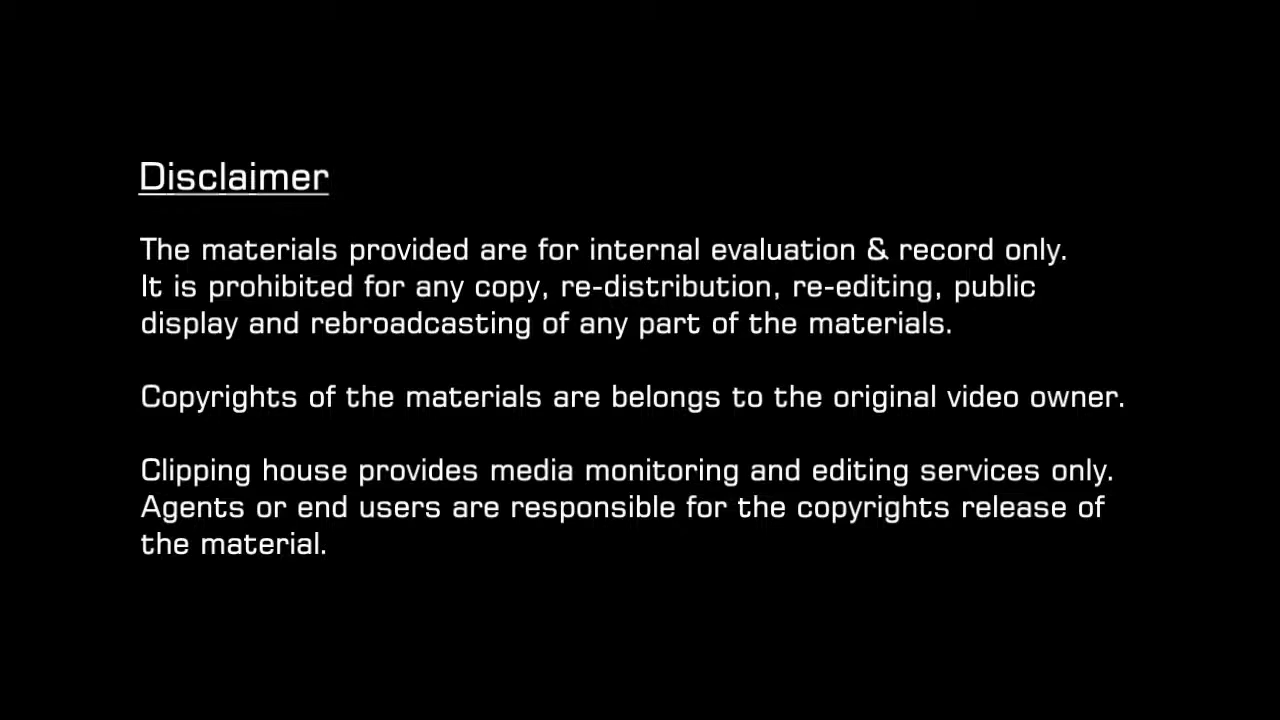 Disclaimer
The materials provided are for internal evaluation & record only.
It is prohibited for any copy, re-distribution, re-editing, public
display and rebroadcasting of any part of the materials.
Copyrights of the materials are belongs to the original video owner.
Clipping house provides media monitoring and editing services only.
Agents or end users are responsible for the copyrights release of
the material.